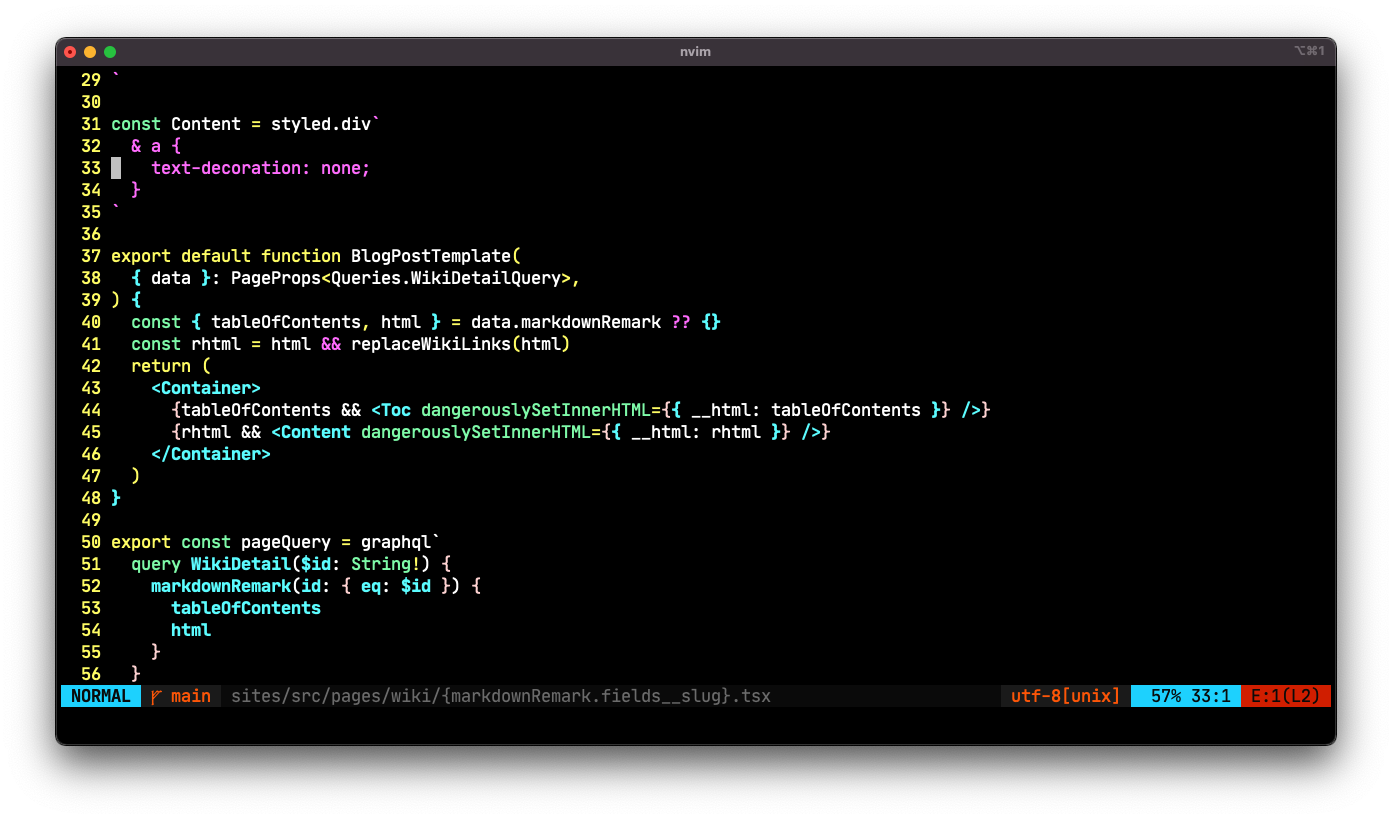 nvim ⌥⌘1
29 `
30
31 const Content = styled.div`
32   & a {
33     text-decoration: none;
34   }
35 `
36
37 export default function BlogPostTemplate(
38   { data }: PageProps<Queries.WikiDetailQuery>,
39 ) {
40   const { tableOfContents, html } = data.markdownRemark ?? {}
41   const rhtml = html && replaceWikiLinks(html)
42   return (
43     <Container>
44       {tableOfContents && <Toc dangerouslySetInnerHTML={{ __html: tableOfContents }} />}
45       {rhtml && <Content dangerouslySetInnerHTML={{ __html: rhtml }} />}
46     </Container>
47   )
48 }
49
50 export const pageQuery = graphql`
51   query WikiDetail($id: String!) {
52     markdownRemark(id: { eq: $id }) {
53       tableOfContents
54       html
55     }
56   }
NORMAL main sites/src/pages/wiki/{markdownRemark.fields__slug}.tsx utf-8[unix] 57% 33:1 E:1(L2)